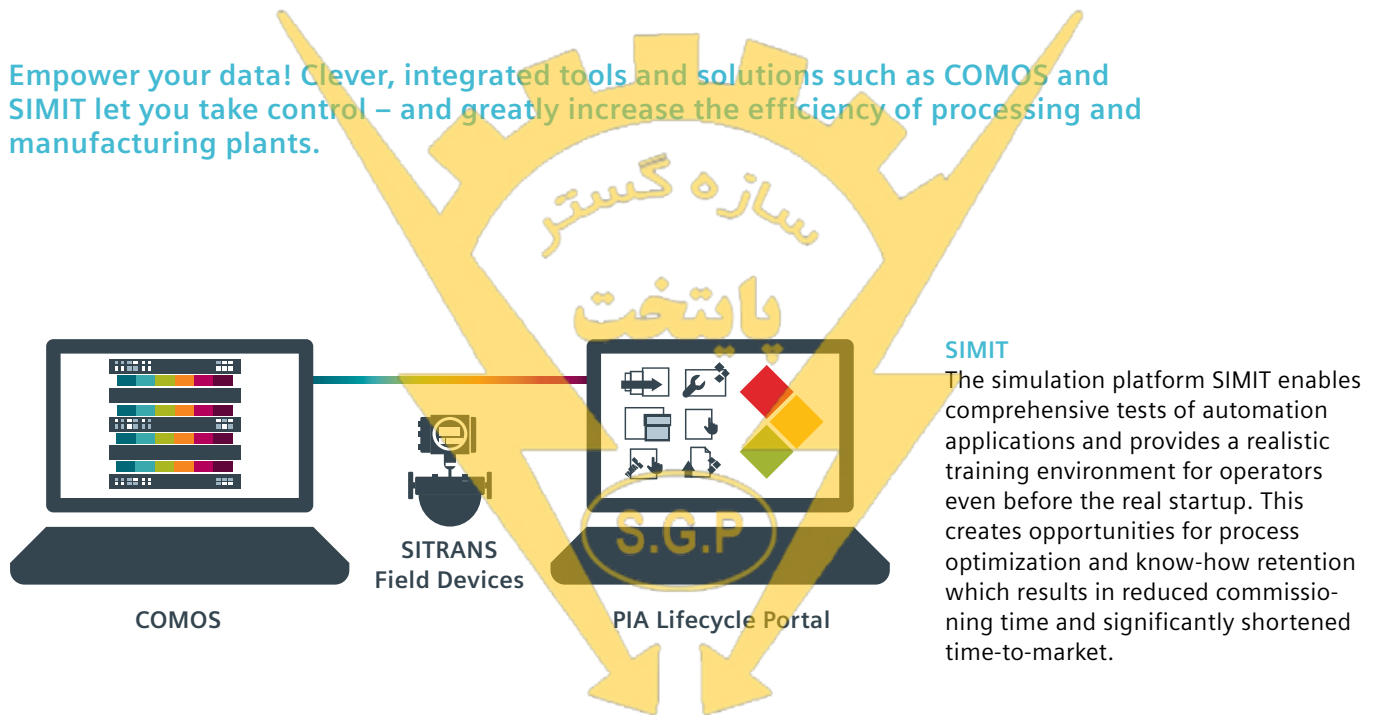 Empower your data! Clever, integrated tools and solutions such as COMOS and
SIMIT let you take control – and greatly increase the efficiency of processing and
manufacturing plants.
سازه گستر
پایتخت
S.G.P
COMOS
SITRANS
Field Devices
PIA Lifecycle Portal
SIMIT
The simulation platform SIMIT enables
comprehensive tests of automation
applications and provides a realistic
training environment for operators
even before the real startup. This
creates opportunities for process
optimization and know-how retention
which results in reduced commissio-
ning time and significantly shortened
time-to-market.